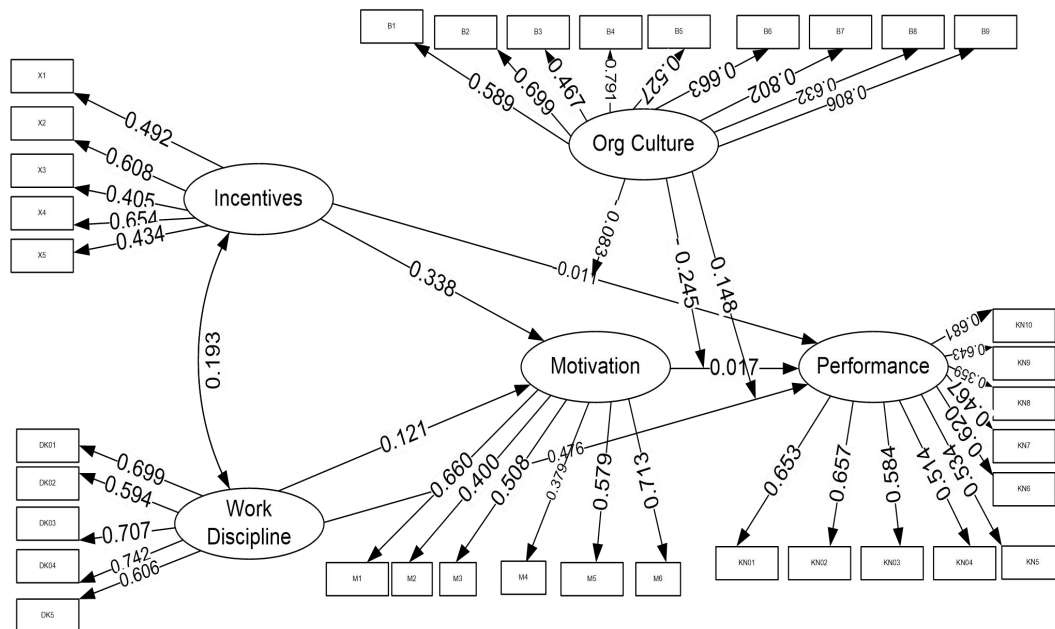 B1
B2
B3
B4
B5
B6
B7
B8
B9
0.589
0.699
0.467
0.791
0.527
0.663
0.802
0.632
0.806
Org Culture
X1
X2
X3
X4
X5
0.492
0.608
0.405
0.654
0.434
Incentives
0.083
0.245
0.148
0.011
0.338
0.193
Motivation
0.017
Performance
0.121
0.476
KN10
KN9
KN8
KN7
KN6
0.681
0.643
0.359
0.467
0.620
0.534
0.514
0.584
0.657
0.653
DK01
DK02
DK03
DK04
DK5
0.699
0.594
0.707
0.742
0.606
Work
Discipline
0.660
0.400
0.508
0.379
0.579
0.713
M1
M2
M3
M4
M5
M6
KN01
KN02
KN03
KN04
KN5